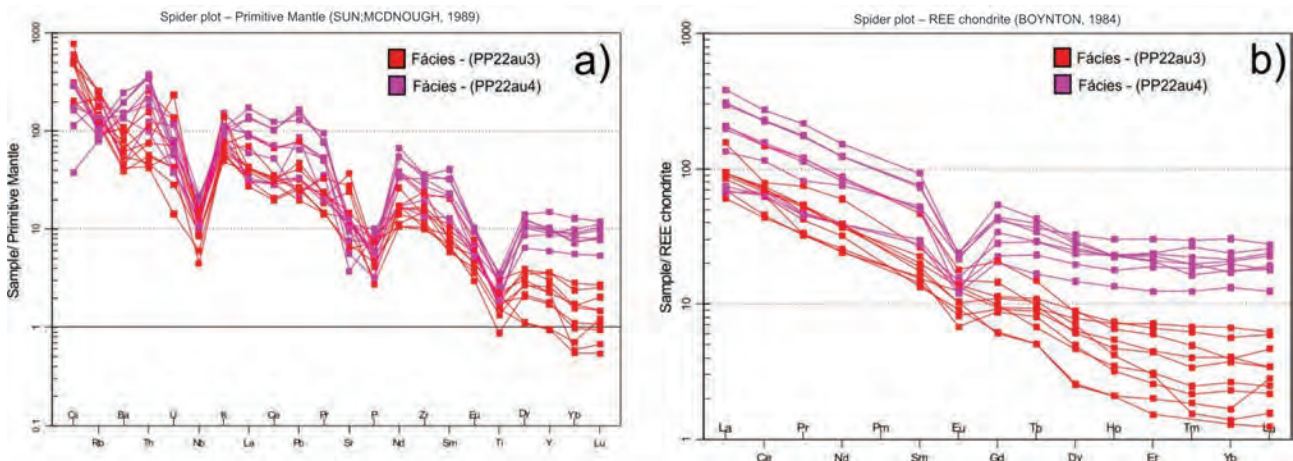 Spider plot – Primitive Mantle (SUN;MCDNOUGH, 1989)
1000
100
10
1
0.1
Sample/ Primitive Mantle
Fácies - (PP22au3)
Fácies - (PP22au4)
a)
Cs Ba U K Ce Pr P Zr Eu Dy Yb
Rb Th Nb La Pb Sr Nd Sm Ti Y Lu
Spider plot – REE chondrite (BOYNTON, 1984)
1000
100
10
1
Sample/ REE chondrite
Fácies - (PP22au3)
Fácies - (PP22au4)
b)
La Pr Pm Eu Tb Ho Tm Lu
Ce Nd Sm Gd Dy Er Yb